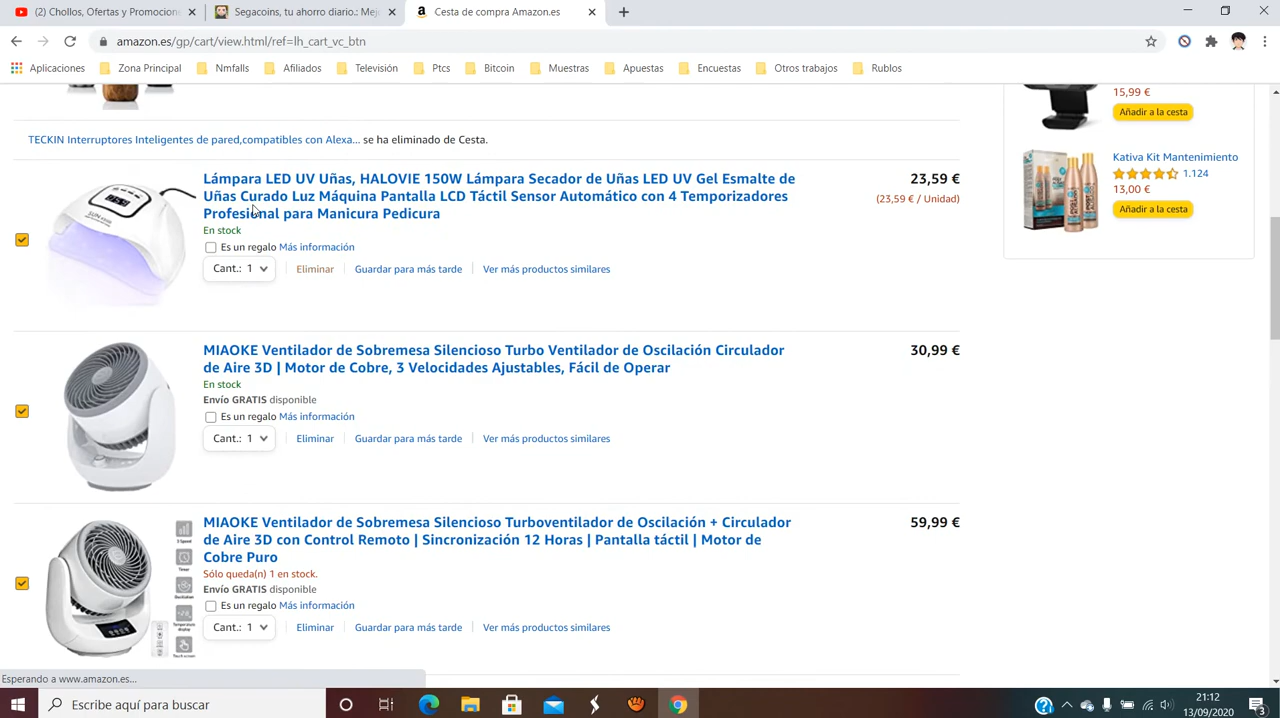 (2) Chollos, Ofertas y Promocione
Segacoins, tu ahorro diario.: Mej
Cesta de compra Amazon.es
amazon.es/gp/cart/view.html/ref=lh_cart_vc_btn
Aplicaciones
Zona Principal
Nmfalls
Afiliados
Televisión
Ptcs
Bitcoin
Muestras
Apuestas
Encuestas
Otros trabajos
Rublos
TECKIN Interruptores Inteligentes de pared,compatibles con Alexa... se ha eliminado de Cesta.
Lámpara LED UV Uñas, HALOVIE 150W Lámpara Secador de Uñas LED UV Gel Esmalte de
Uñas Curado Luz Máquina Pantalla LCD Táctil Sensor Automático con 4 Temporizadores
Profesional para Manicura Pedicura
23,59 €
(23,59 € / Unidad)
En stock
Es un regalo Más información
Cant.: 1
Eliminar
Guardar para más tarde
Ver más productos similares
MIAOKE Ventilador de Sobremesa Silencioso Turbo Ventilador de Oscilación Circulador
de Aire 3D | Motor de Cobre, 3 Velocidades Ajustables, Fácil de Operar
30,99 €
En stock
Envío GRATIS disponible
Es un regalo Más información
Cant.: 1
Eliminar
Guardar para más tarde
Ver más productos similares
MIAOKE Ventilador de Sobremesa Silencioso Turboventilador de Oscilación + Circulador
de Aire 3D con Control Remoto | Sincronización 12 Horas | Pantalla táctil | Motor de
Cobre Puro
59,99 €
Sólo queda(n) 1 en stock.
Envío GRATIS disponible
Es un regalo Más información
Cant.: 1
Eliminar
Guardar para más tarde
Ver más productos similares
15,99 €
Añadir a la cesta
Kativa Kit Mantenimiento
1.124
13,00 €
Añadir a la cesta
Esperando a www.amazon.es...
Escribe aquí para buscar
21:12
13/09/2020
3